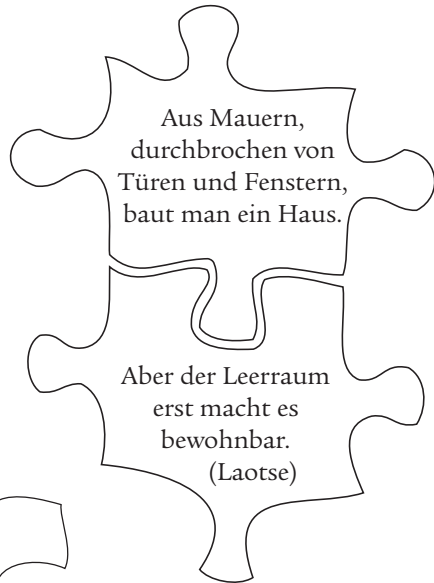 Aus Mauern,
durchbrochen von
Türen und Fenstern,
baut man ein Haus.
Aber der Leerraum
erst macht es
bewohnbar.
(Laotse)